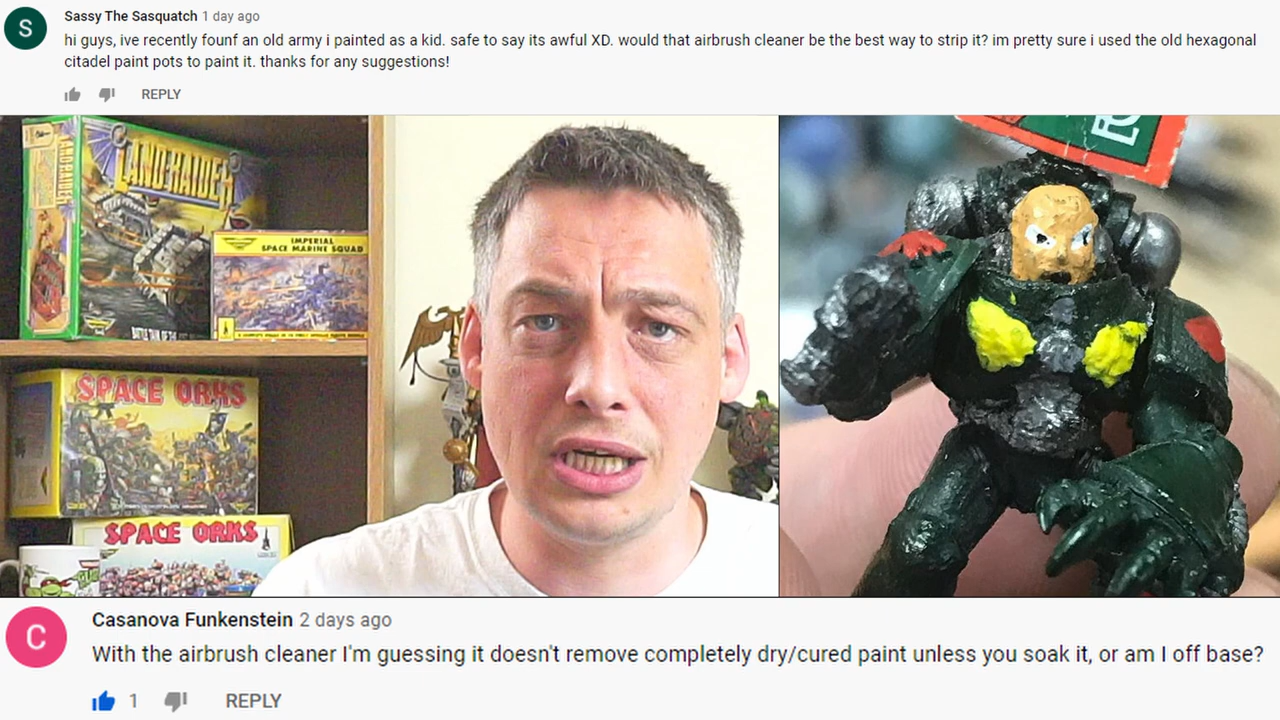 S
Sassy The Sasquatch 1 day ago
hi guys, ive recently founf an old army i painted as a kid. safe to say its awful XD. would that airbrush cleaner be the best way to strip it? im pretty sure i used the old hexagonal
citadel paint pots to paint it. thanks for any suggestions!
REPLY
LAND RAIDER
LAND RAIDER
IMPERIAL
SPACE MARINE SQUAD
SPACE ORKS
SPACE ORKS
C
Casanova Funkenstein 2 days ago
With the airbrush cleaner I'm guessing it doesn't remove completely dry/cured paint unless you soak it, or am I off base?
1
REPLY